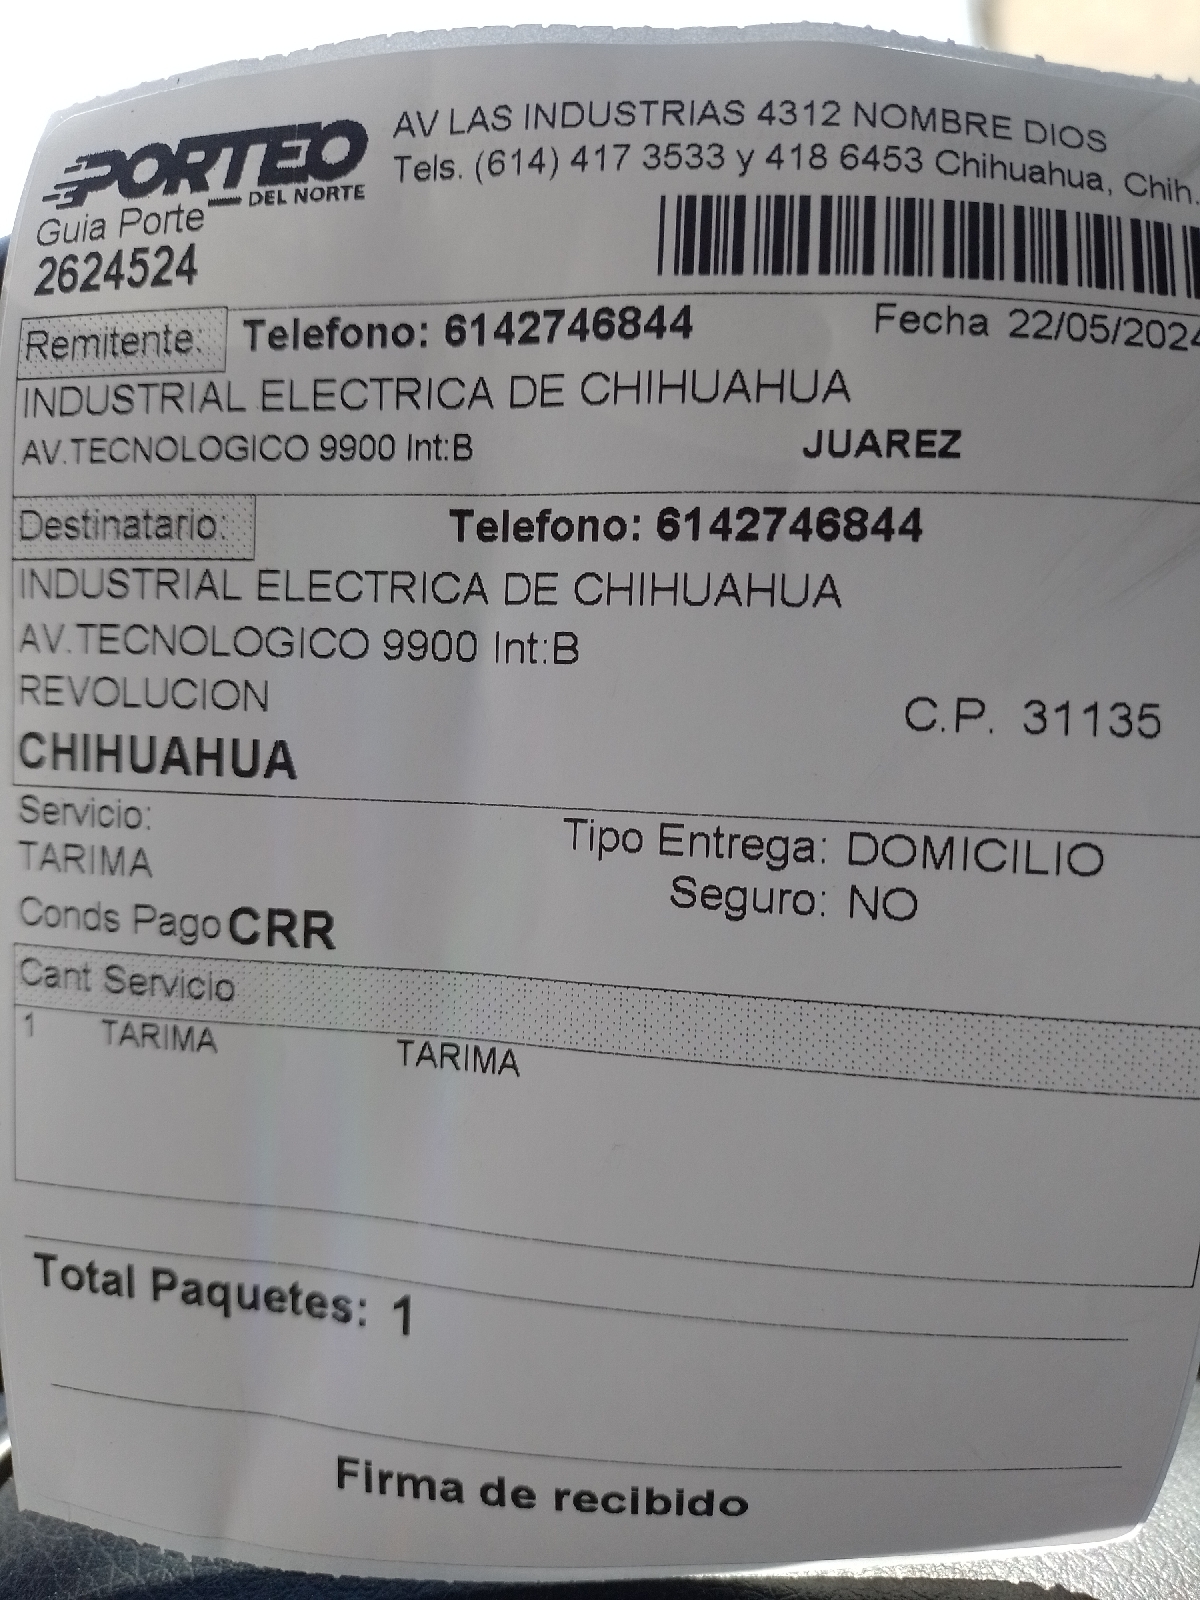 PORTEO
DEL NORTE
AV LAS INDUSTRIAS 4312 NOMBRE DIOS
Tels. (614) 417 3533 y 418 6453 Chihuahua, Chih.
Guia Porte
2624524
Remitente: Telefono: 6142746844 Fecha 22/05/2024
INDUSTRIAL ELECTRICA DE CHIHUAHUA
AV.TECNOLOGICO 9900 Int:B JUAREZ
Destinatario: Telefono: 6142746844
INDUSTRIAL ELECTRICA DE CHIHUAHUA
AV.TECNOLOGICO 9900 Int:B
REVOLUCION C.P. 31135
CHIHUAHUA
Servicio: Tipo Entrega: DOMICILIO
TARIMA Seguro: NO
Conds Pago CRR
Cant Servicio
1 TARIMA TARIMA
Total Paquetes: 1
Firma de recibido